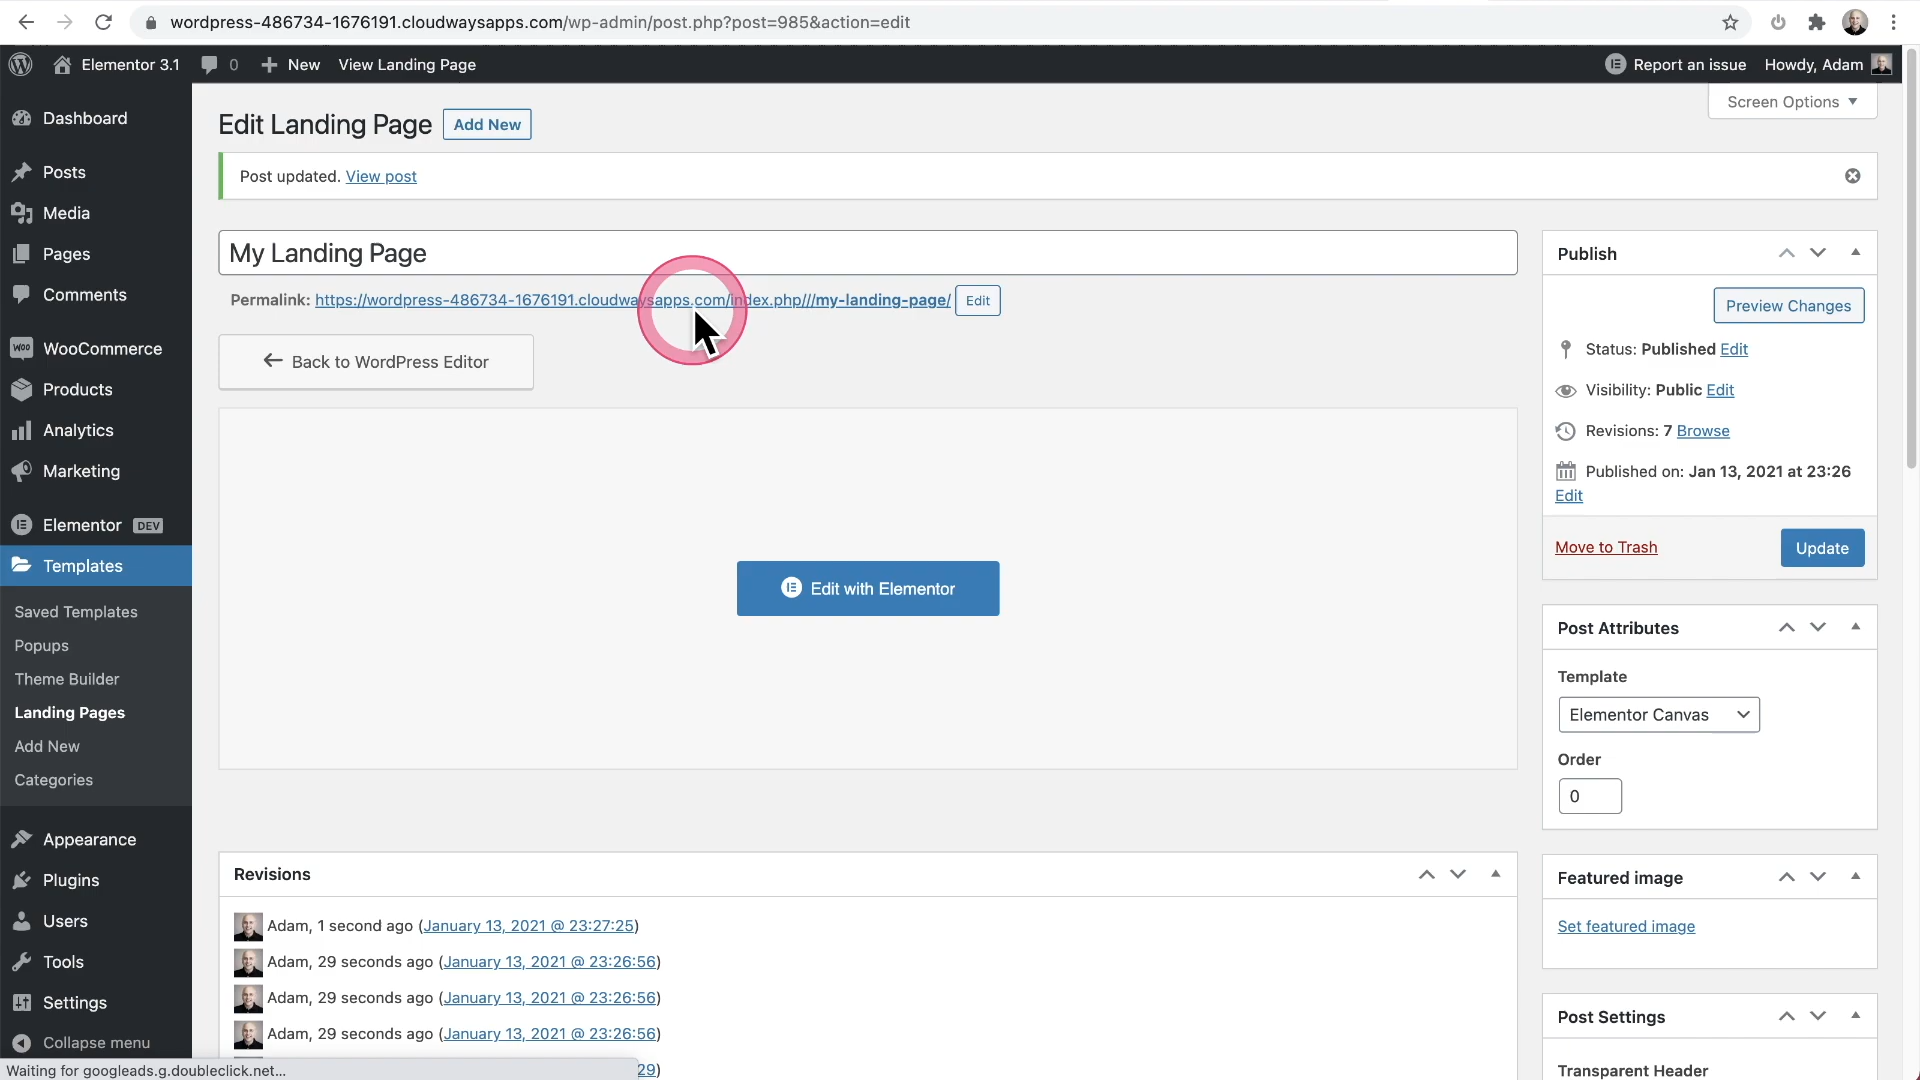 wordpress-486734-1676191.cloudwaysapps.com/wp-admin/post.php?post=985&action=edit
Elementor 3.1
0
New
View Landing Page
Report an issue
Howdy, Adam
Screen Options
Dashboard
Posts
Media
Pages
Comments
WooCommerce
Products
Analytics
Marketing
Elementor DEV
Templates
Saved Templates
Popups
Theme Builder
Landing Pages
Add New
Categories
Appearance
Plugins
Users
Tools
Settings
Collapse menu
Edit Landing Page
Add New
Post updated. View post
My Landing Page
Permalink: https://wordpress-486734-1676191.cloudwaysapps.com/index.php///my-landing-page/ Edit
Back to WordPress Editor
Edit with Elementor
Revisions
Adam, 1 second ago (January 13, 2021 @ 23:27:25)
Adam, 29 seconds ago (January 13, 2021 @ 23:26:56)
Adam, 29 seconds ago (January 13, 2021 @ 23:26:56)
Adam, 29 seconds ago (January 13, 2021 @ 23:26:56)
29)
Publish
Preview Changes
Status: Published Edit
Visibility: Public Edit
Revisions: 7 Browse
Published on: Jan 13, 2021 at 23:26
Edit
Move to Trash
Update
Post Attributes
Template
Elementor Canvas
Order
0
Featured image
Set featured image
Post Settings
Transparent Header
Waiting for googleads.g.doubleclick.net...